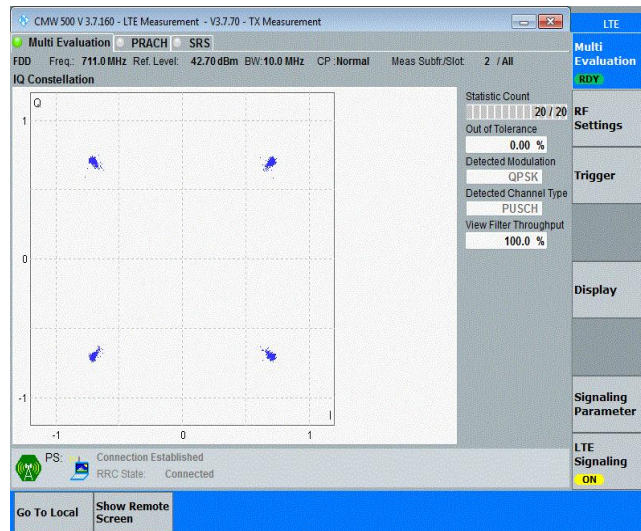 CMW 500 V 3.7.160 - LTE Measurement - V3.7.70 - TX Measurement
LTE
Multi Evaluation PRACH SRS
FDD Freq.: 711.0 MHz Ref. Level: 42.70 dBm BW: 10.0 MHz CP :Normal Meas Subfr./Slot: 2 / All
IQ Constellation
Q
1
0
-1
-1 0 1
I
Statistic Count
20 / 20
Out of Tolerance
0.00 %
Detected Modulation
QPSK
Detected Channel Type
PUSCH
View Filter Throughput
100.0 %
Multi
Evaluation
RDY
RF
Settings
Trigger
Display
Signaling
Parameter
LTE
Signaling
ON
PS: Connection Established
RRC State: Connected
Go To Local
Show Remote
Screen